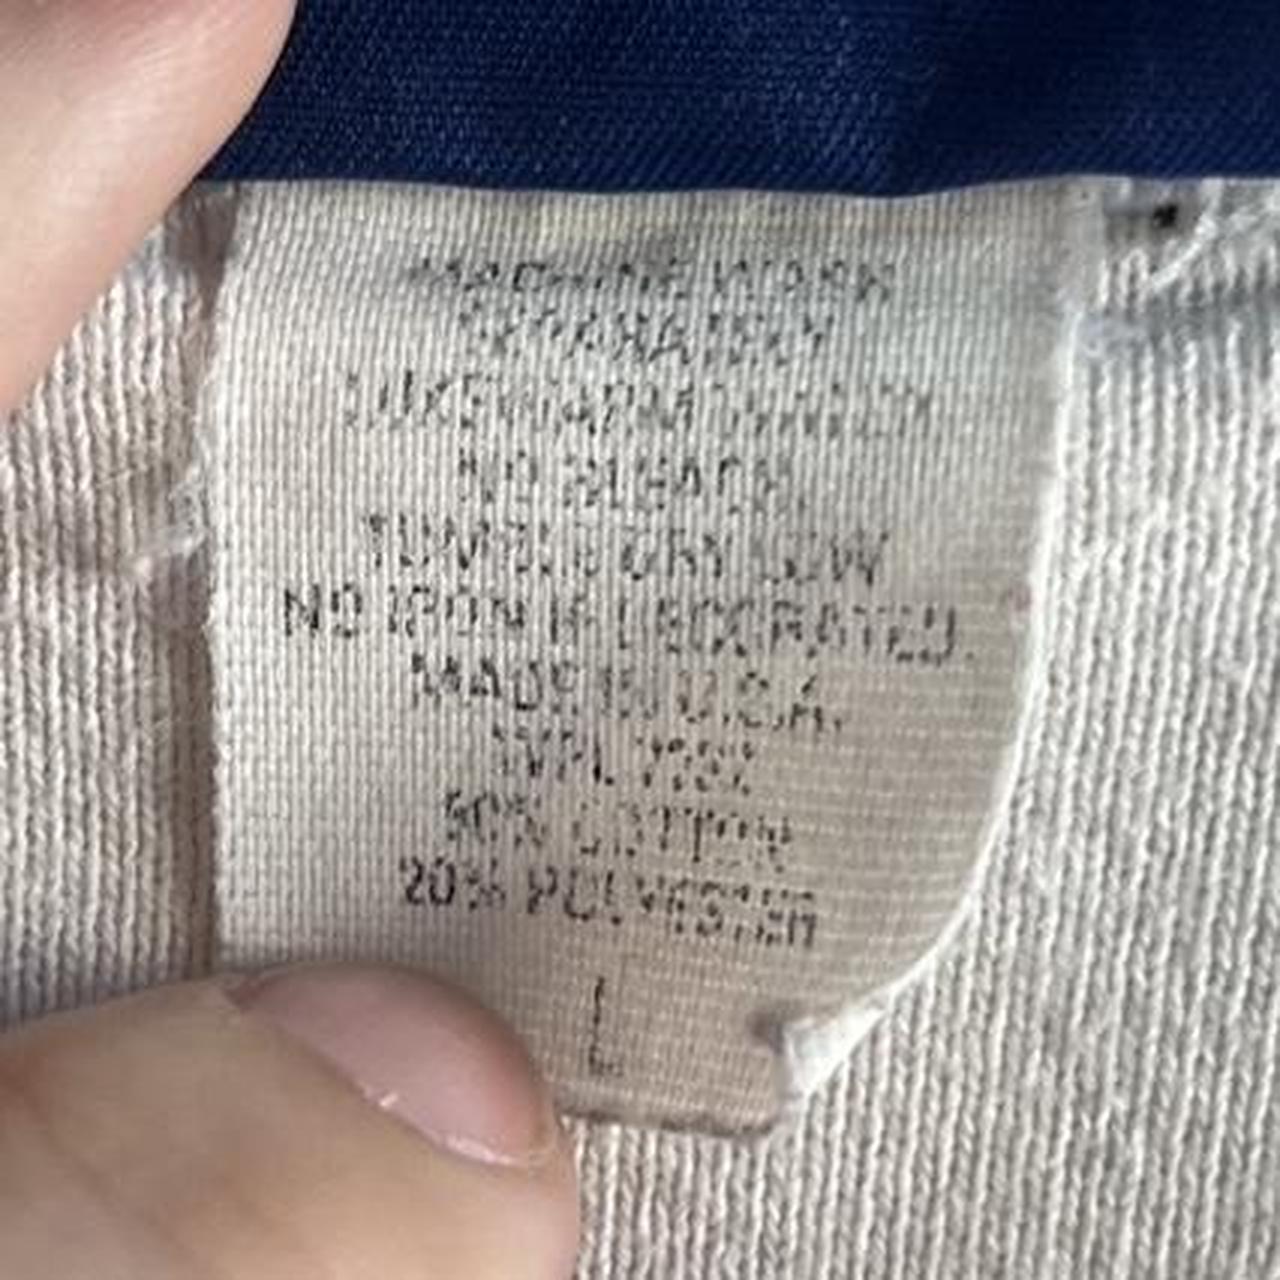 MACHINE WASH
SEPARATELY
LUKEWARM WATER
NO BLEACH.
TUMBLE DRY LOW
NO IRON IF DECORATED.
MADE IN U.S.A.
WPL
COTTON
20% POLYESTER
L